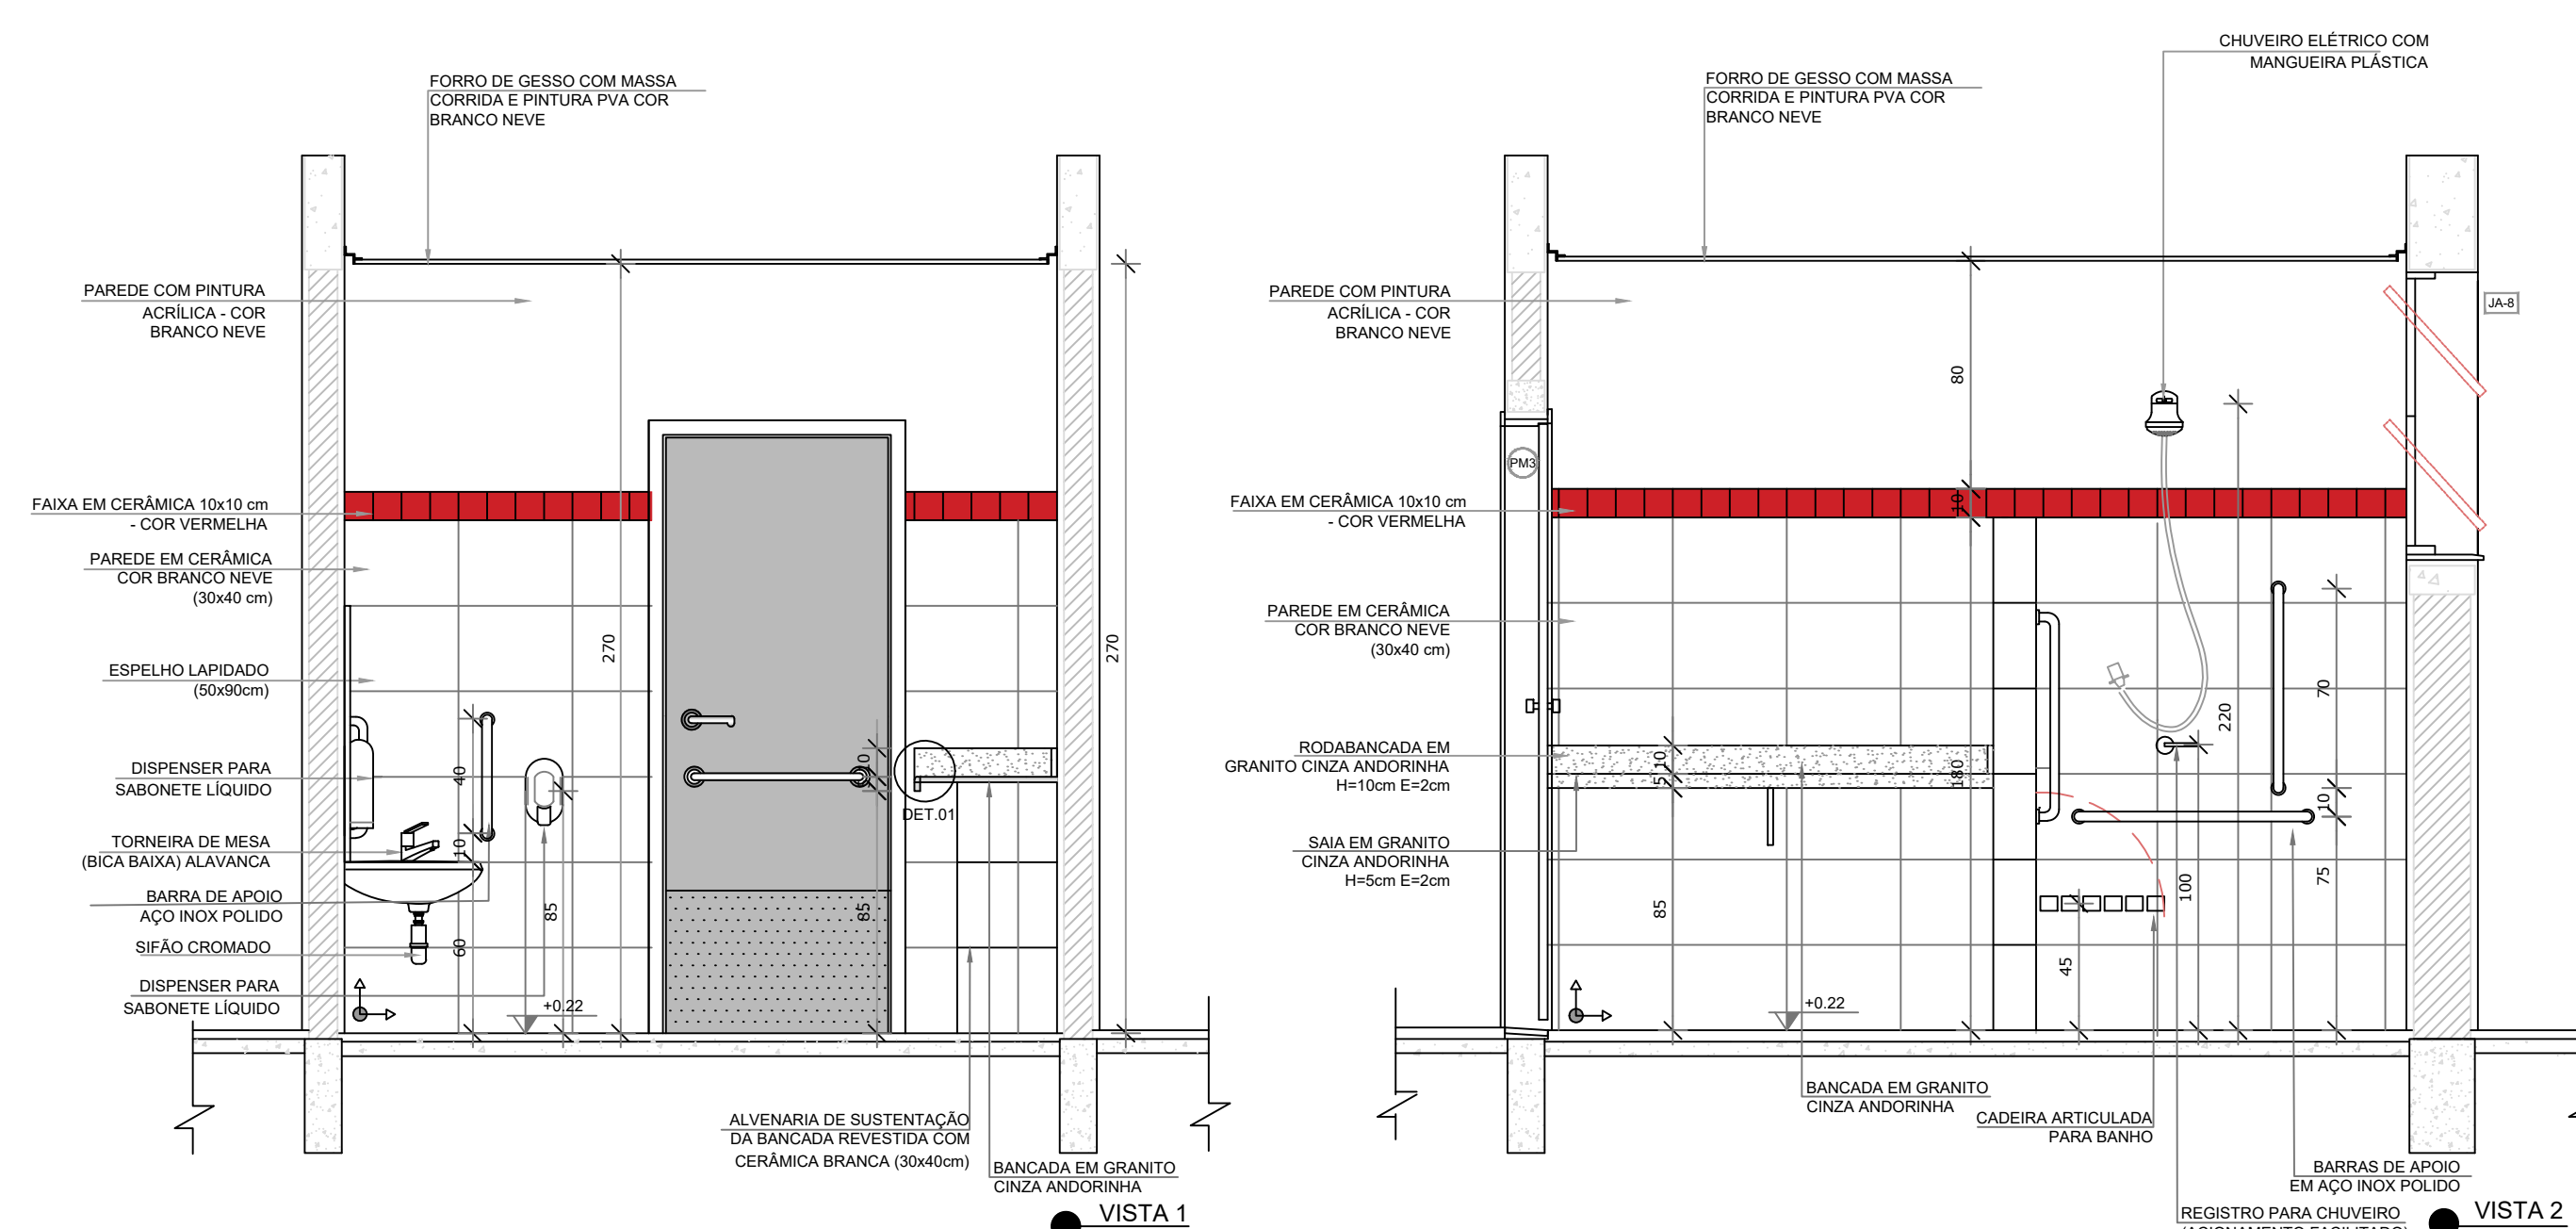 FORRO DE GESSO COM MASSA
CORRIDA E PINTURA PVA COR
BRANCO NEVE
PAREDE COM PINTURA
ACRÍLICA - COR
BRANCO NEVE
FAIXA EM CERÂMICA 10x10 cm
- COR VERMELHA
PAREDE EM CERÂMICA
COR BRANCO NEVE
(30x40 cm)
ESPELHO LAPIDADO
(50x90cm)
DISPENSER PARA
SABONETE LÍQUIDO
TORNEIRA DE MESA
(BICA BAIXA) ALAVANCA
BARRA DE APOIO
AÇO INOX POLIDO
SIFÃO CROMADO
DISPENSER PARA
SABONETE LÍQUIDO
40
10
60
85
+0.22
270
10
85
DET.01
270
ALVENARIA DE SUSTENTAÇÃO
DA BANCADA REVESTIDA COM
CERÂMICA BRANCA (30x40cm)
BANCADA EM GRANITO
CINZA ANDORINHA
VISTA 1
CHUVEIRO ELÉTRICO COM
MANGUEIRA PLÁSTICA
FORRO DE GESSO COM MASSA
CORRIDA E PINTURA PVA COR
BRANCO NEVE
PAREDE COM PINTURA
ACRÍLICA - COR
BRANCO NEVE
JA-8
PM3
FAIXA EM CERÂMICA 10x10 cm
- COR VERMELHA
PAREDE EM CERÂMICA
COR BRANCO NEVE
(30x40 cm)
RODABANCADA EM
GRANITO CINZA ANDORINHA
H=10cm E=2cm
SAIA EM GRANITO
CINZA ANDORINHA
H=5cm E=2cm
80
10
180
10
5
85
+0.22
220
70
10
75
100
45
BANCADA EM GRANITO
CINZA ANDORINHA
CADEIRA ARTICULADA
PARA BANHO
BARRAS DE APOIO
EM AÇO INOX POLIDO
REGISTRO PARA CHUVEIRO
(ACIONAMENTO FACILITADO)
VISTA 2